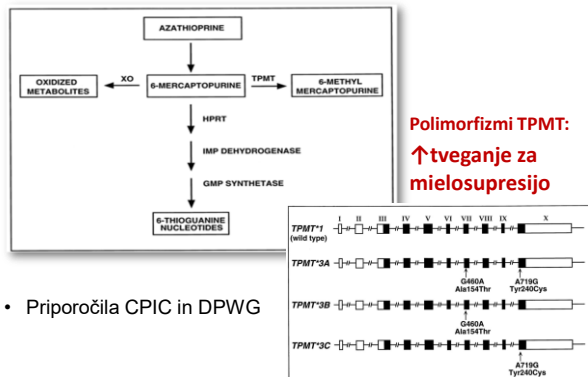 AZATHIOPRINE
OXIDIZED
METABOLITES
XO
6-MERCAPTOPURINE
TPMT
6-METHYL
MERCAPTOPURINE
HPRT
IMP DEHYDROGENASE
GMP SYNTHETASE
6-THIOGUANINE
NUCLEOTIDES
Polimorfizmi TPMT:
↑tveganje za
mielosupresijo
I II III IV V VI VII VIII IX X
TPMT*1
(wild type)
TPMT*3A
G460A
Ala154Thr
A719G
Tyr240Cys
TPMT*3B
G460A
Ala154Thr
TPMT*3C
A719G
Tyr240Cys
• Priporočila CPIC in DPWG